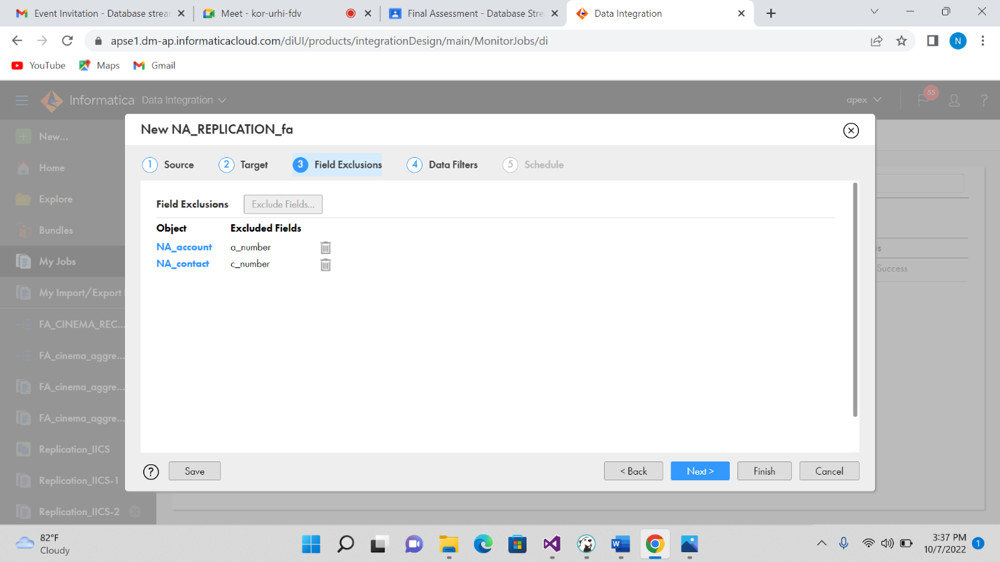 Event Invitation - Database strear
Meet - kor-urhi-fdv
Final Assessment - Database Stre
Data Integration
apse1.dm-ap.informaticacloud.com/diUI/products/integrationDesign/main/MonitorJobs/di
N
YouTube
Maps
Gmail
Informatica
Data Integration
apex
55
?
New...
Home
Explore
Bundles
My Jobs
My Import/Export
FA_CINEMA_REC...
FA_cinema_aggre...
FA_cinema_aggre...
FA_cinema_aggre...
Replication_IICS
Replication_IICS-1
Replication_IICS-2
New NA_REPLICATION_fa
1 Source
2 Target
3 Field Exclusions
4 Data Filters
5 Schedule
Field Exclusions
Exclude Fields...
Object Excluded Fields
NA_account a_number
NA_contact c_number
Success
?
Save
< Back
Next >
Finish
Cancel
82°F
Cloudy
3:37 PM
10/7/2022
1